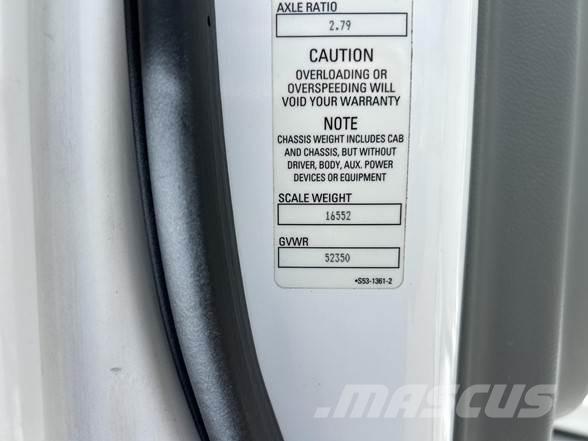 AXLE RATIO
2.79
CAUTION
OVERLOADING OR
OVERSPEEDING WILL
VOID YOUR WARRANTY
NOTE
CHASSIS WEIGHT INCLUDES CAB
AND CHASSIS, BUT WITHOUT
DRIVER, BODY, AUX. POWER
DEVICES OR EQUIPMENT
SCALE WEIGHT
16552
GVWR
52350
•S53-1361-2
MASCUS